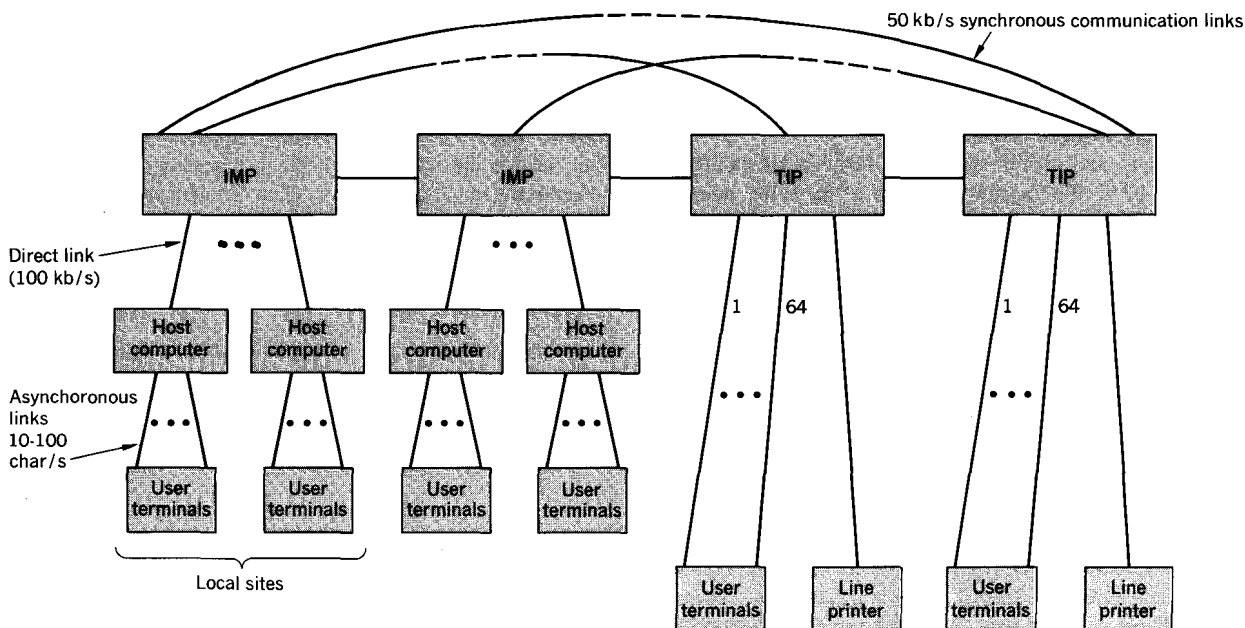 50 kb/s synchronous communication links
IMP
IMP
TIP
TIP
Direct link
(100 kb/s)
1
64
1
64
Host
computer
Host
computer
Host
computer
Host
computer
Asynchoronous
links
10-100
char/s
User
terminals
User
terminals
User
terminals
User
terminals
Local sites
User
terminals
Line
printer
User
terminals
Line
printer